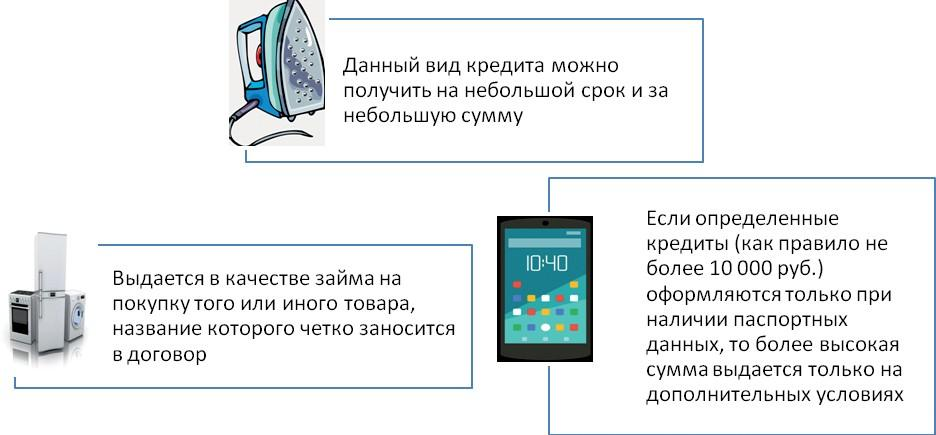 Данный вид кредита можно
получить на небольшой срок и за
небольшую сумму
Выдается в качестве займа на
покупку того или иного товара,
название которого четко заносится
в договор
10:40
Если определенные
кредиты (как правило не
более 10 000 руб.)
оформляются только при
наличии паспортных
данных, то более высокая
сумма выдается только на
дополнительных условиях